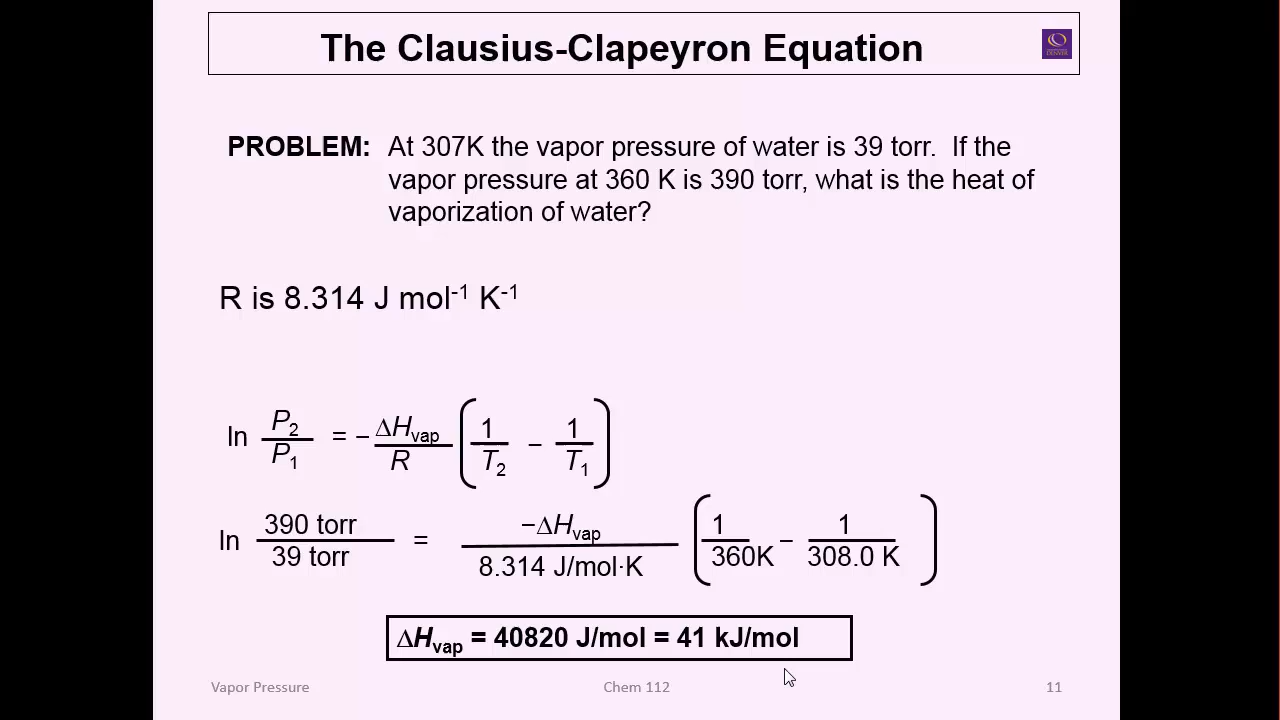 The Clausius-Clapeyron Equation
PROBLEM: At 307K the vapor pressure of water is 39 torr. If the
vapor pressure at 360 K is 390 torr, what is the heat of
vaporization of water?
R is 8.314 J mol⁻¹ K⁻¹
ln P₂/P₁ = − ΔHvap/R (1/T₂ − 1/T₁)
ln 390 torr/39 torr = −ΔHvap/8.314 J/mol·K (1/360K − 1/308.0 K)
ΔHvap = 40820 J/mol = 41 kJ/mol
Vapor Pressure Chem 112 11